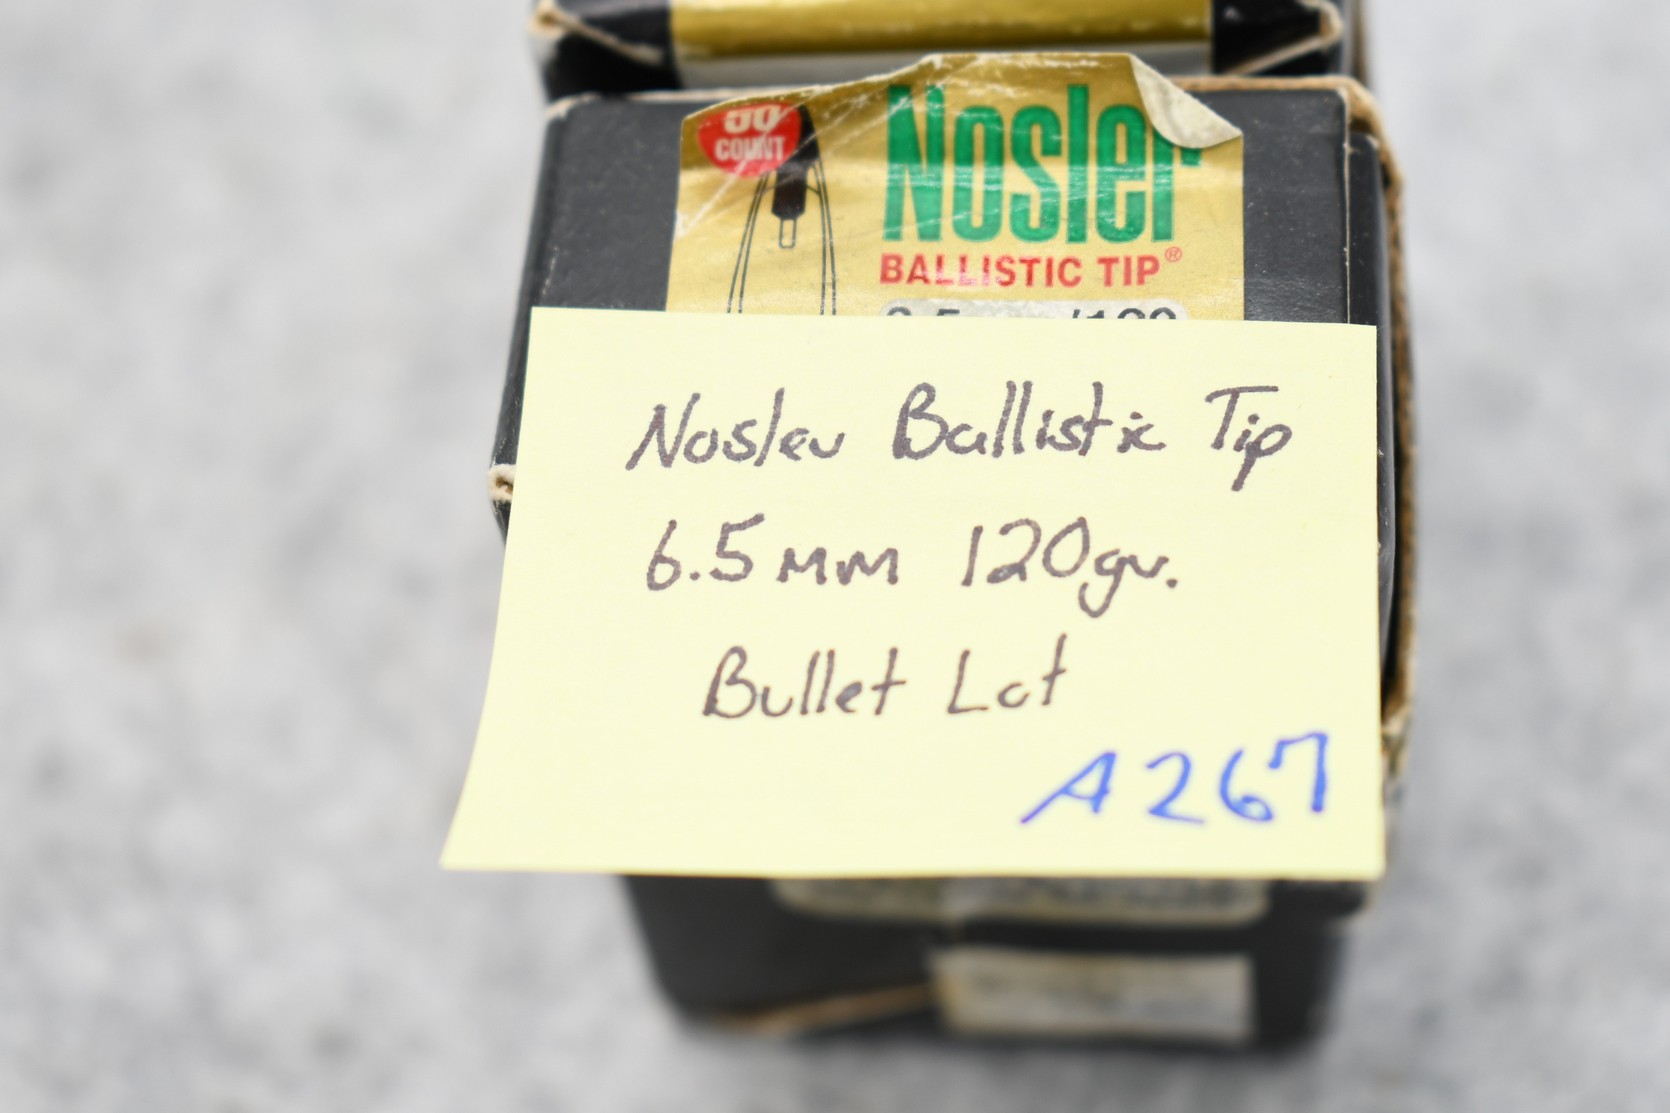 50
COUNT
Nosler
BALLISTIC TIP®
Nosler Ballistic Tip
6.5mm 120gr.
Bullet Lot
A267